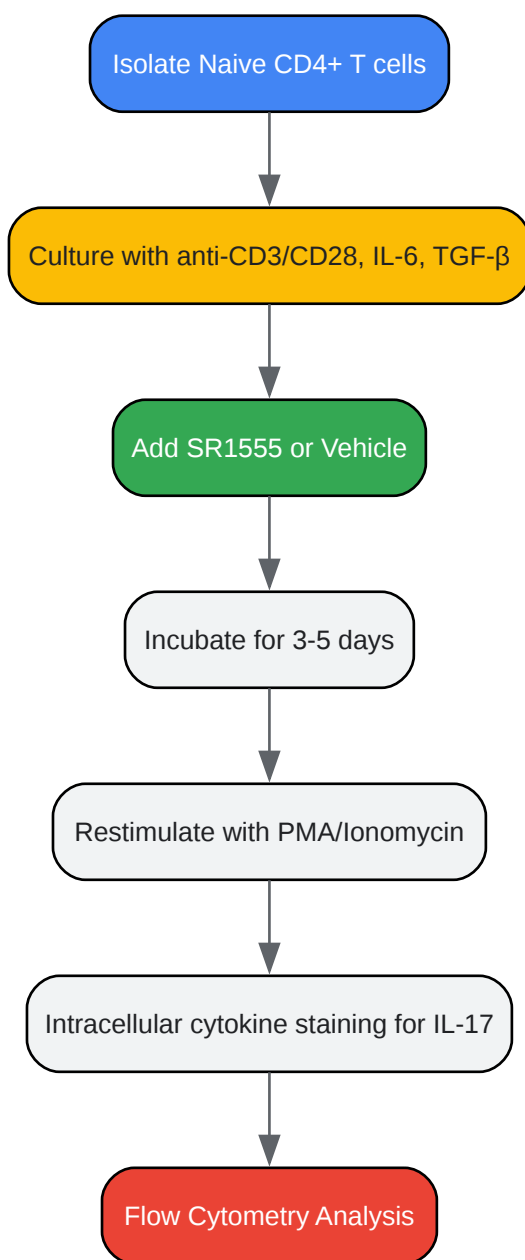 Isolate Naive CD4+ T cells
Culture with anti-CD3/CD28, IL-6, TGF-β
Add SR1555 or Vehicle
Incubate for 3-5 days
Restimulate with PMA/Ionomycin
Intracellular cytokine staining for IL-17
Flow Cytometry Analysis